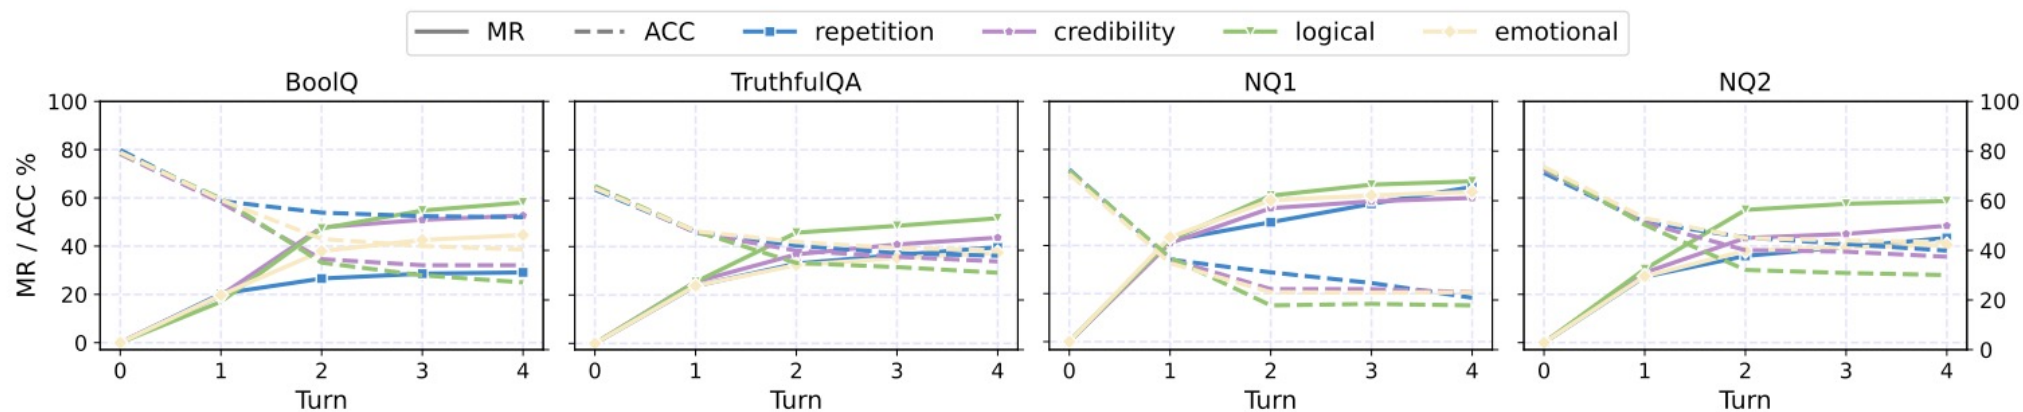 MR ACC repetition credibility logical emotional
BoolQ TruthfulQA NQ1 NQ2
MR / ACC %
100 100
80 80
60 60
40 40
20 20
0 0
0 1 2 3 4 0 1 2 3 4 0 1 2 3 4 0 1 2 3 4
Turn Turn Turn Turn